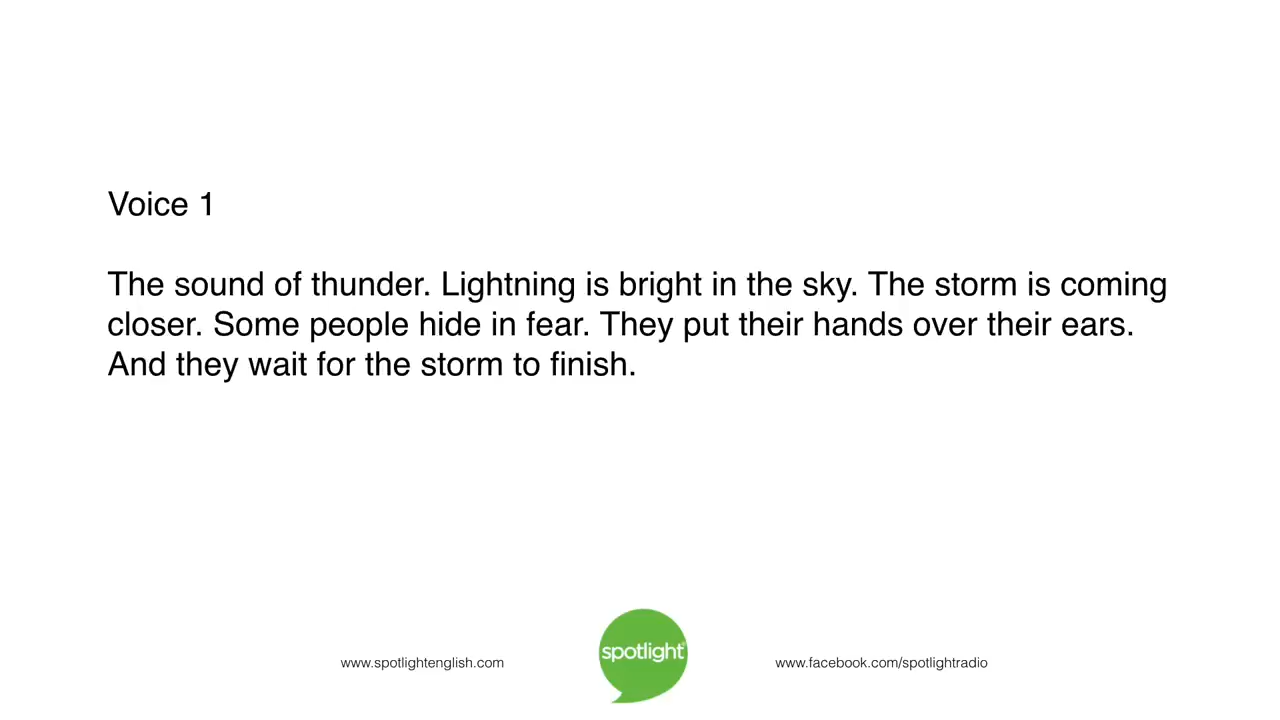 Voice 1
The sound of thunder. Lightning is bright in the sky. The storm is coming
closer. Some people hide in fear. They put their hands over their ears.
And they wait for the storm to finish.
www.spotlightenglish.com
spotlight®
www.facebook.com/spotlightradio